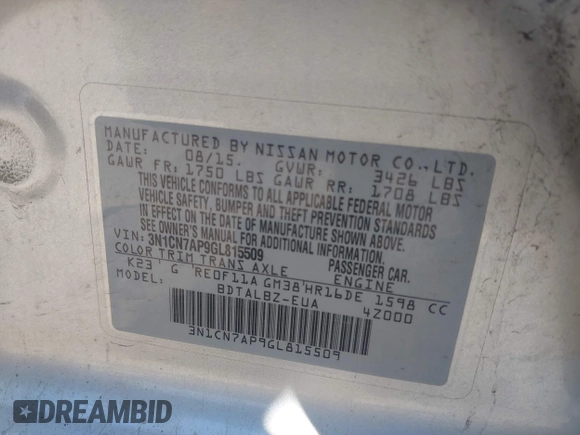 MANUFACTURED BY NISSAN MOTOR CO., LTD.
DATE: 08/15. GVWR: 3426 LBS
GAWR FR: 1750 LBS GAWR RR: 1708 LBS
THIS VEHICLE CONFORMS TO ALL APPLICABLE FEDERAL MOTOR
VEHICLE SAFETY, BUMPER AND THEFT PREVENTION STANDARDS
IN EFFECT ON THE DATE OF MANUFACTURE SHOWN ABOVE.
SEE OWNER'S MANUAL
VIN: 3N1CN7AP9GL815509 PASSENGER CAR.
COLOR TRIM TRANS AXLE ENGINE
K23 G RE0F11A GM38 HR16DE 1598 CC
MODEL: BDTALBZ-EUA 4Z000
3N1CN7AP9GL815509
DREAMBID